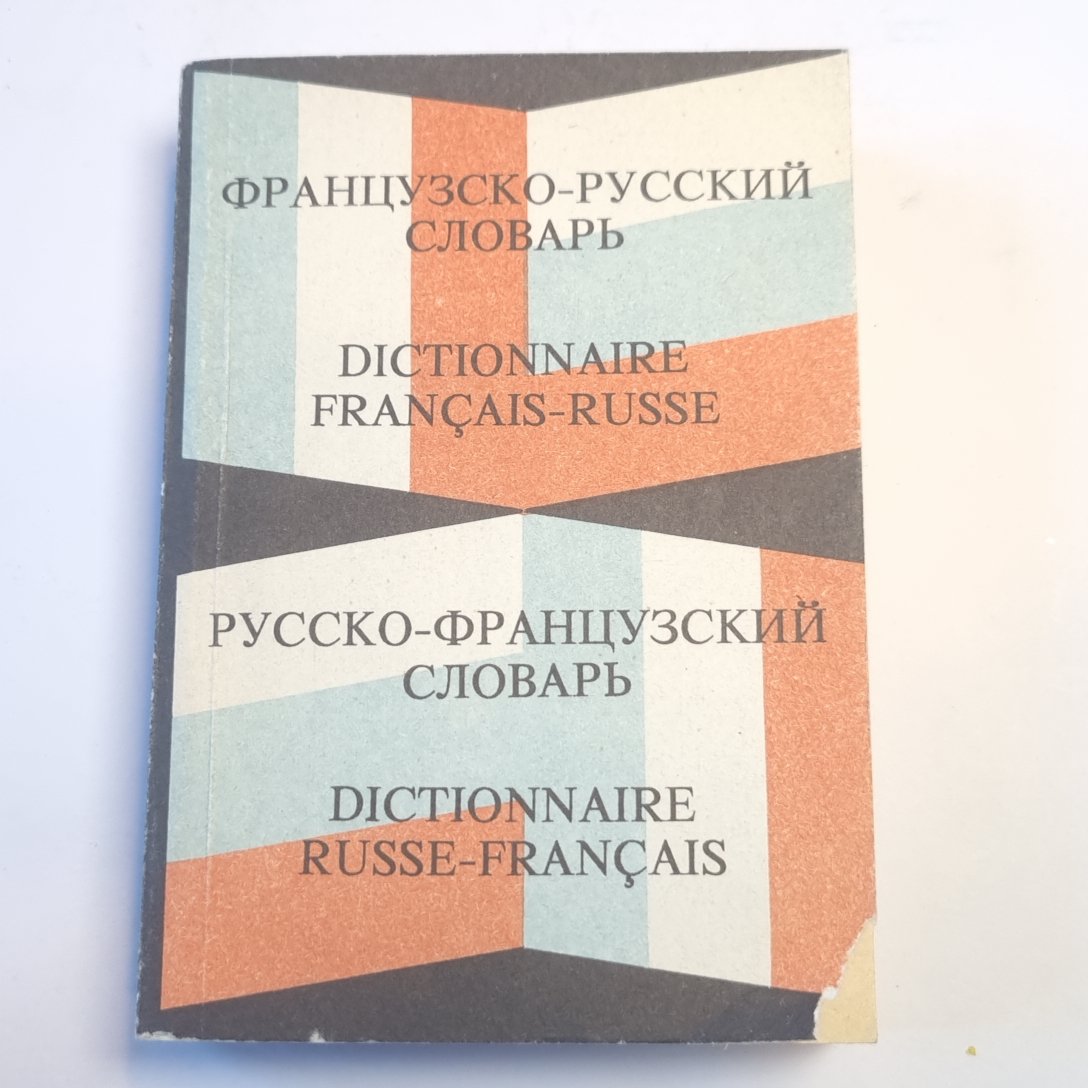 ФРАНЦУЗСКО-РУССКИЙ
СЛОВАРЬ
DICTIONNAIRE
FRANÇAIS-RUSSE
РУССКО-ФРАНЦУЗСКИЙ
СЛОВАРЬ
DICTIONNAIRE
RUSSE-FRANÇAIS